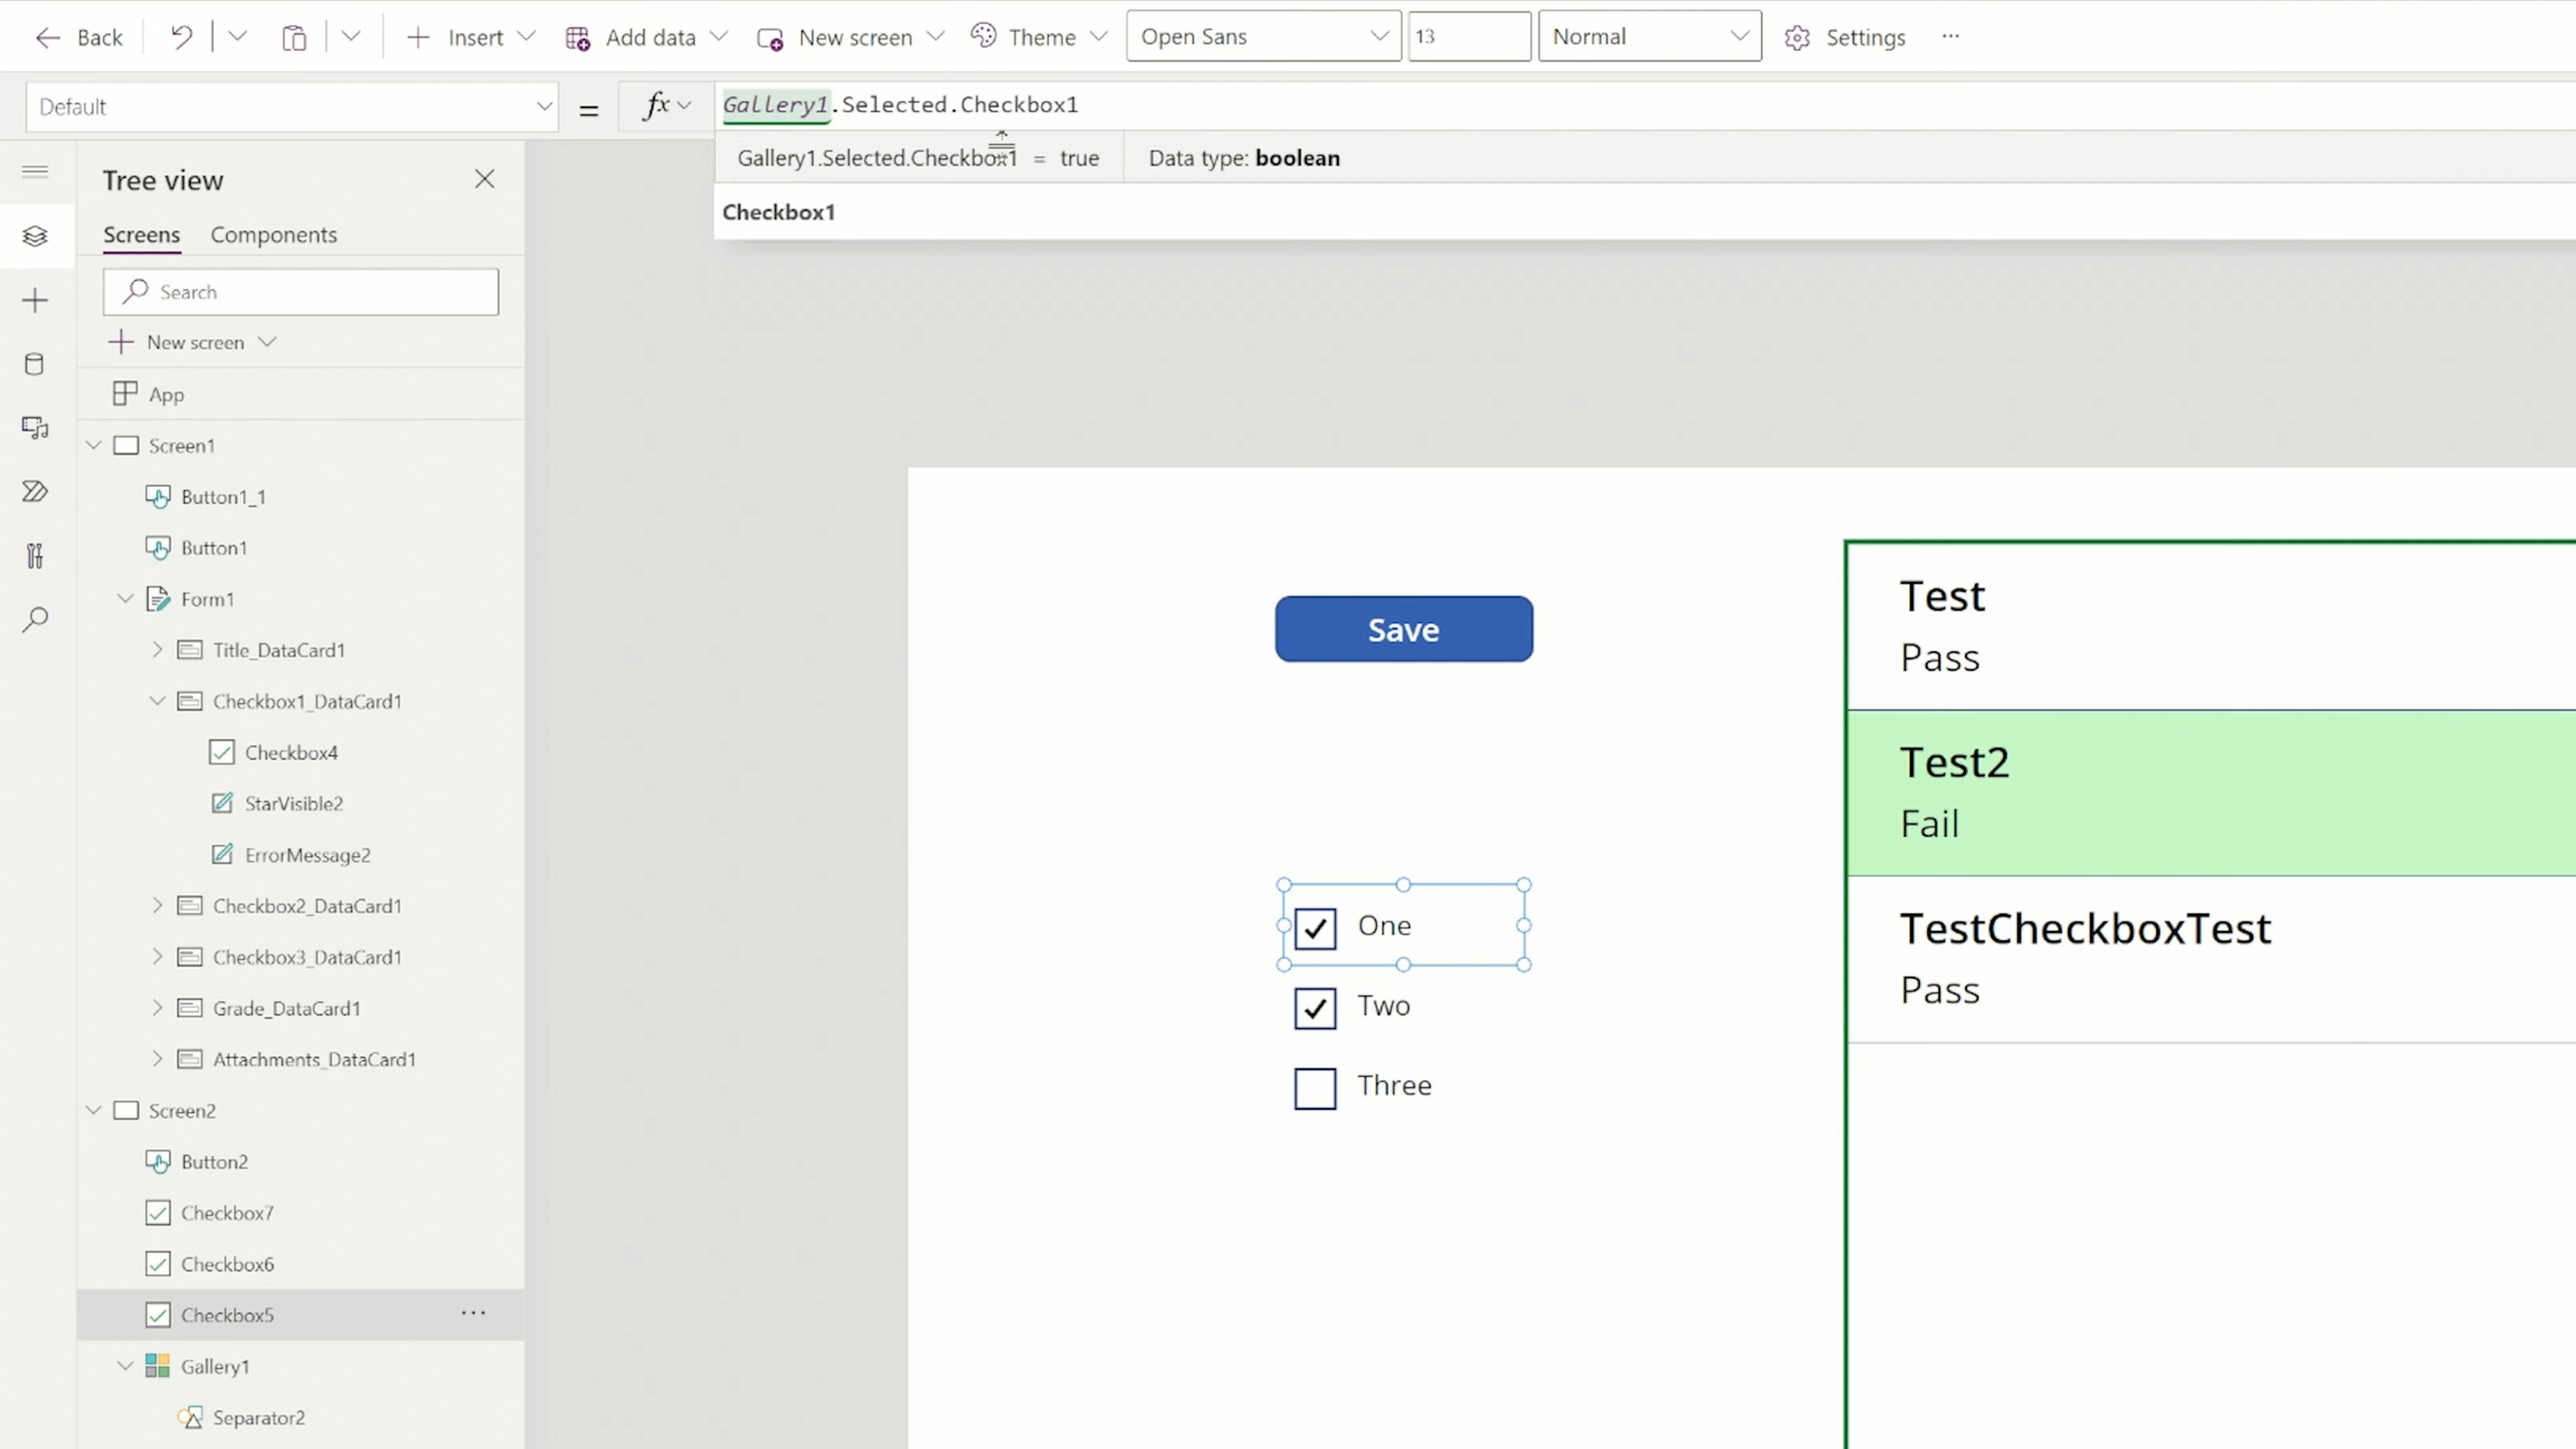 Back
Insert
Add data
New screen
Theme
Open Sans
13
Normal
Settings
...
Default
=
fx
Gallery1.Selected.Checkbox1
Gallery1.Selected.Checkbox1 = true
Data type: boolean
Checkbox1
Tree view
Screens
Components
Search
New screen
App
Screen1
Button1_1
Button1
Form1
Title_DataCard1
Checkbox1_DataCard1
Checkbox4
StarVisible2
ErrorMessage2
Checkbox2_DataCard1
Checkbox3_DataCard1
Grade_DataCard1
Attachments_DataCard1
Screen2
Button2
Checkbox7
Checkbox6
Checkbox5
...
Gallery1
Separator2
Save
One
Two
Three
Test
Pass
Test2
Fail
TestCheckboxTest
Pass